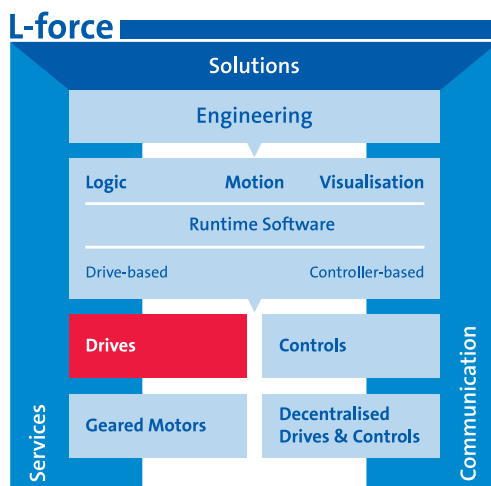 L-force
Solutions
Engineering
Logic Motion Visualisation
Runtime Software
Drive-based Controller-based
Drives Controls
Geared Motors Decentralised
Drives & Controls
Services
Communication